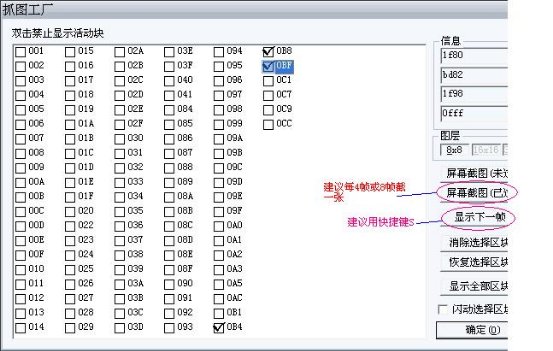 抓图工厂
双击禁止显示活动块
001 015 02A 03E 094 0B8
002 016 02B 03F 095 0BF
003 017 02C 040 096 0C1
004 018 02D 041 097 0C7
005 019 02E 084 098 0C9
006 01A 02F 085 099 0CC
007 01B 030 086 09A
008 01C 031 087 09B
009 01D 032 088 09C
00A 01E 033 089 09D
00B 01F 034 08A 09E
00C 020 035 08B 09F
00D 022 036 08C 0A0
00E 023 037 08D 0A1
00F 024 038 08E 0A2
010 025 039 08F 0A3
011 026 03A 090 0A5
012 027 03B 091 0AC
013 028 03C 092 0B1
014 029 03D 093 0B4
信息
1f80
bd82
1f98
0fff
图层
8x8 16x16
屏幕截图(未
建议每4帧或8帧截
一张
屏幕截图(已
建议用快捷键S
显示下一帧
消除选择区块
恢复选择区块
显示全部区块
闪动选择区块
确定(O)